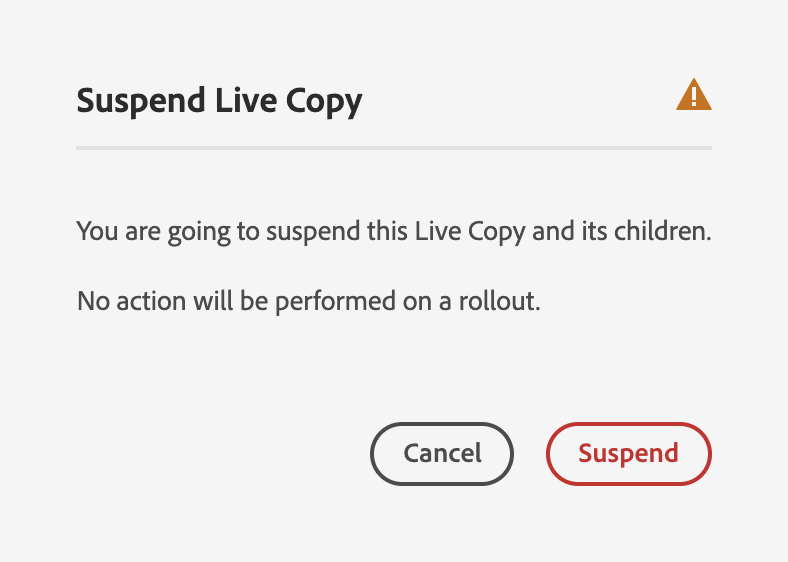 Suspend Live Copy
You are going to suspend this Live Copy and its children.
No action will be performed on a rollout.
Cancel
Suspend